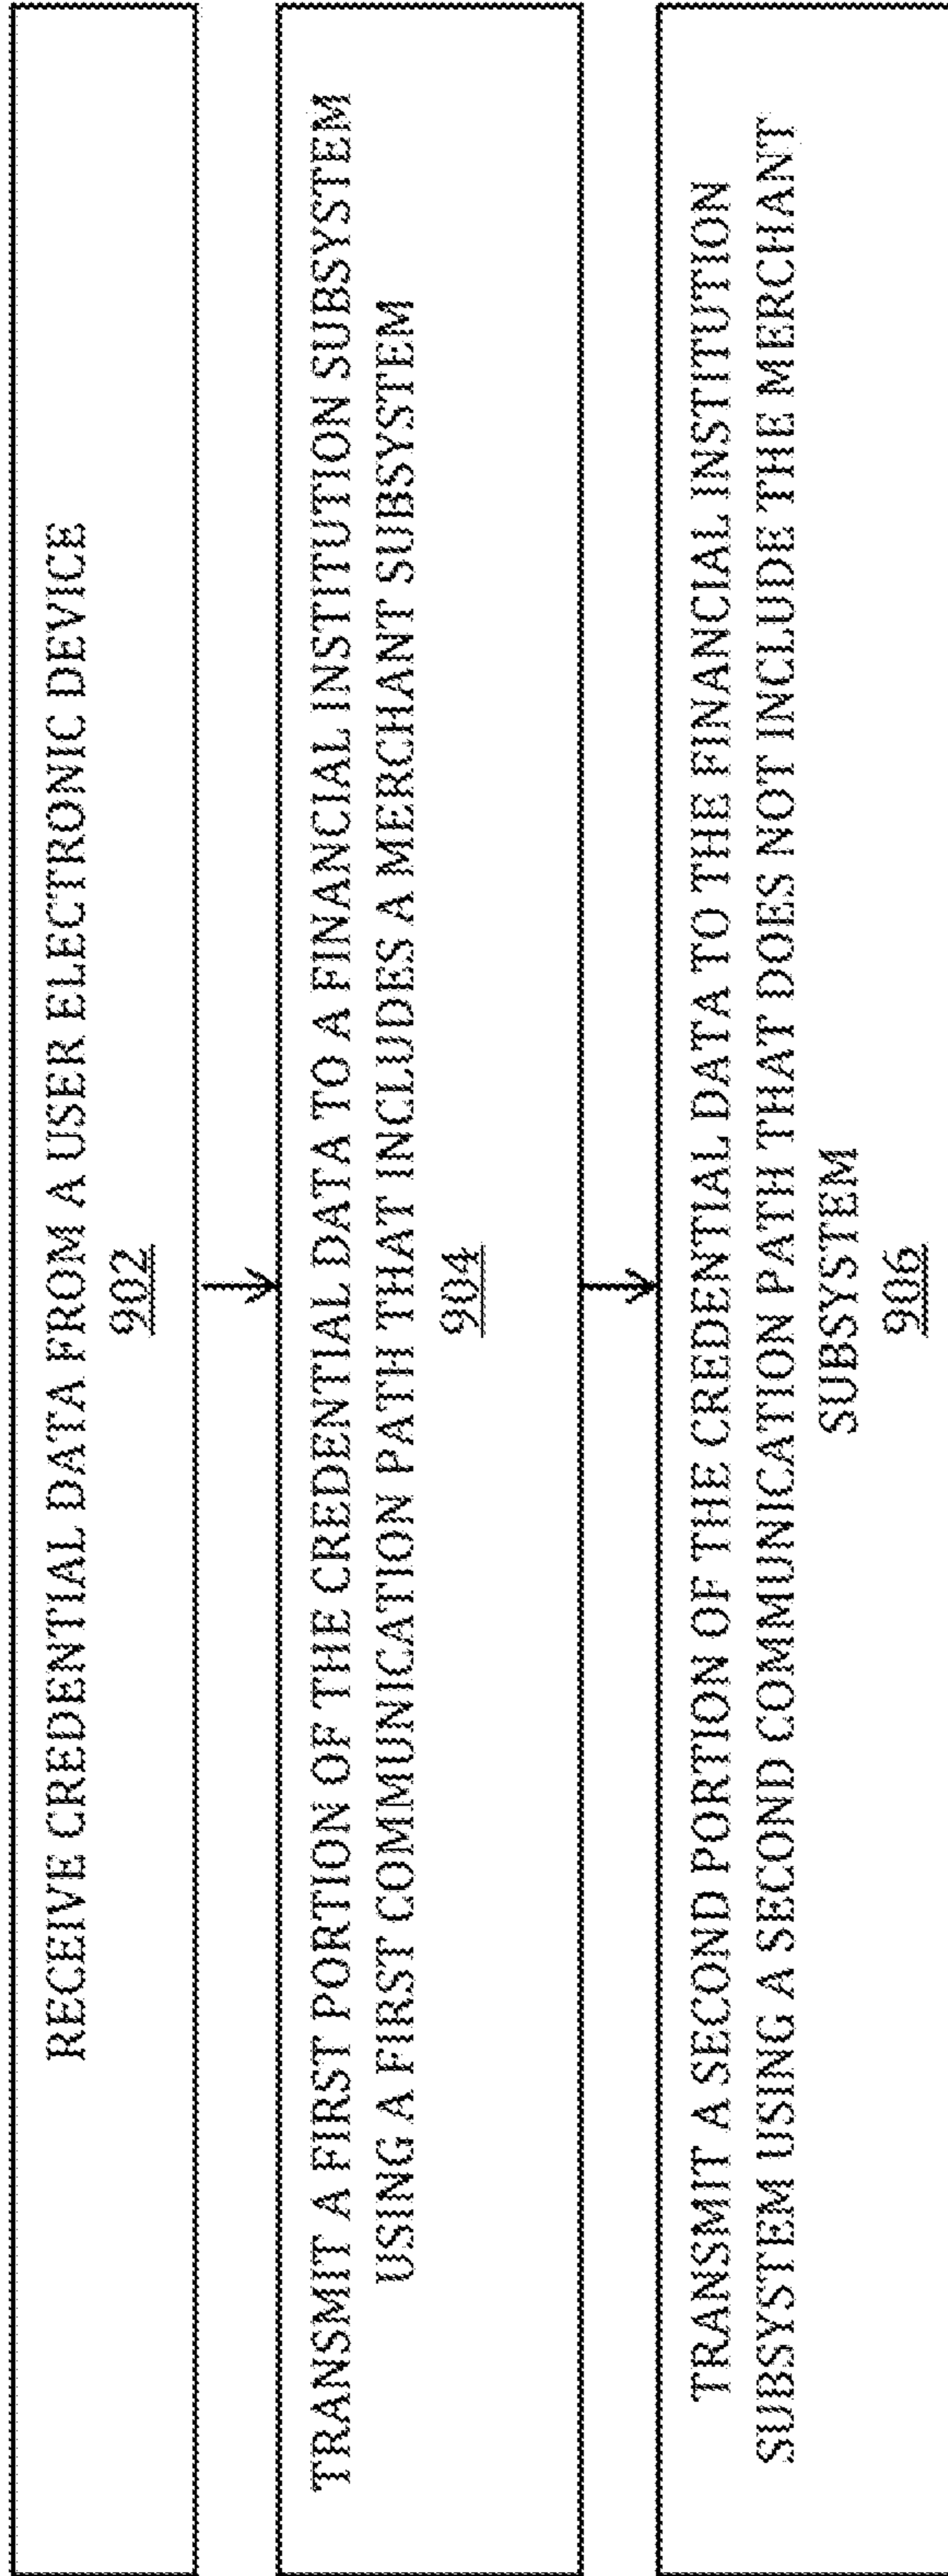 RECEIVE CREDENTIAL DATA FROM A USER ELECTRONIC DEVICE
902
TRANSMIT A FIRST PORTION OF THE CREDENTIAL DATA TO A FINANCIAL INSTITUTION SUBSYSTEM
USING A FIRST COMMUNICATION PATH THAT INCLUDES A MERCHANT SUBSYSTEM
904
TRANSMIT A SECOND PORTION OF THE CREDENTIAL DATA TO THE FINANCIAL INSTITUTION
SUBSYSTEM USING A SECOND COMMUNICATION PATH THAT DOES NOT INCLUDE THE MERCHANT
SUBSYSTEM
906